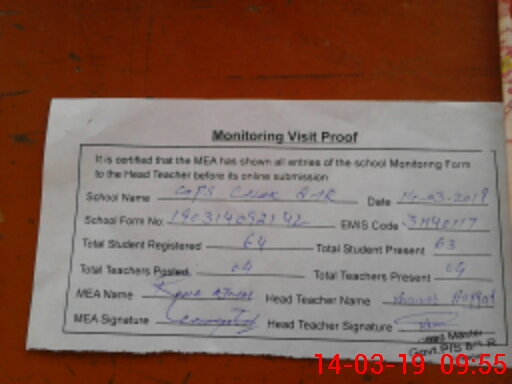 Monitoring Visit Proof
It is certified that the MEA has shown all entries of the school Monitoring Form
to the Head Teacher before its online submission
School Name GPS Date 14-03-2019
School Form No: EMIS Code
Total Student Registered 64 Total Student Present 63
Total Teachers Posted: 04 Total Teachers Present 04
MEA Name Head Teacher Name
MEA Signature Head Teacher Signature
Head Master
Govt. P/S
14-03-19 09:55